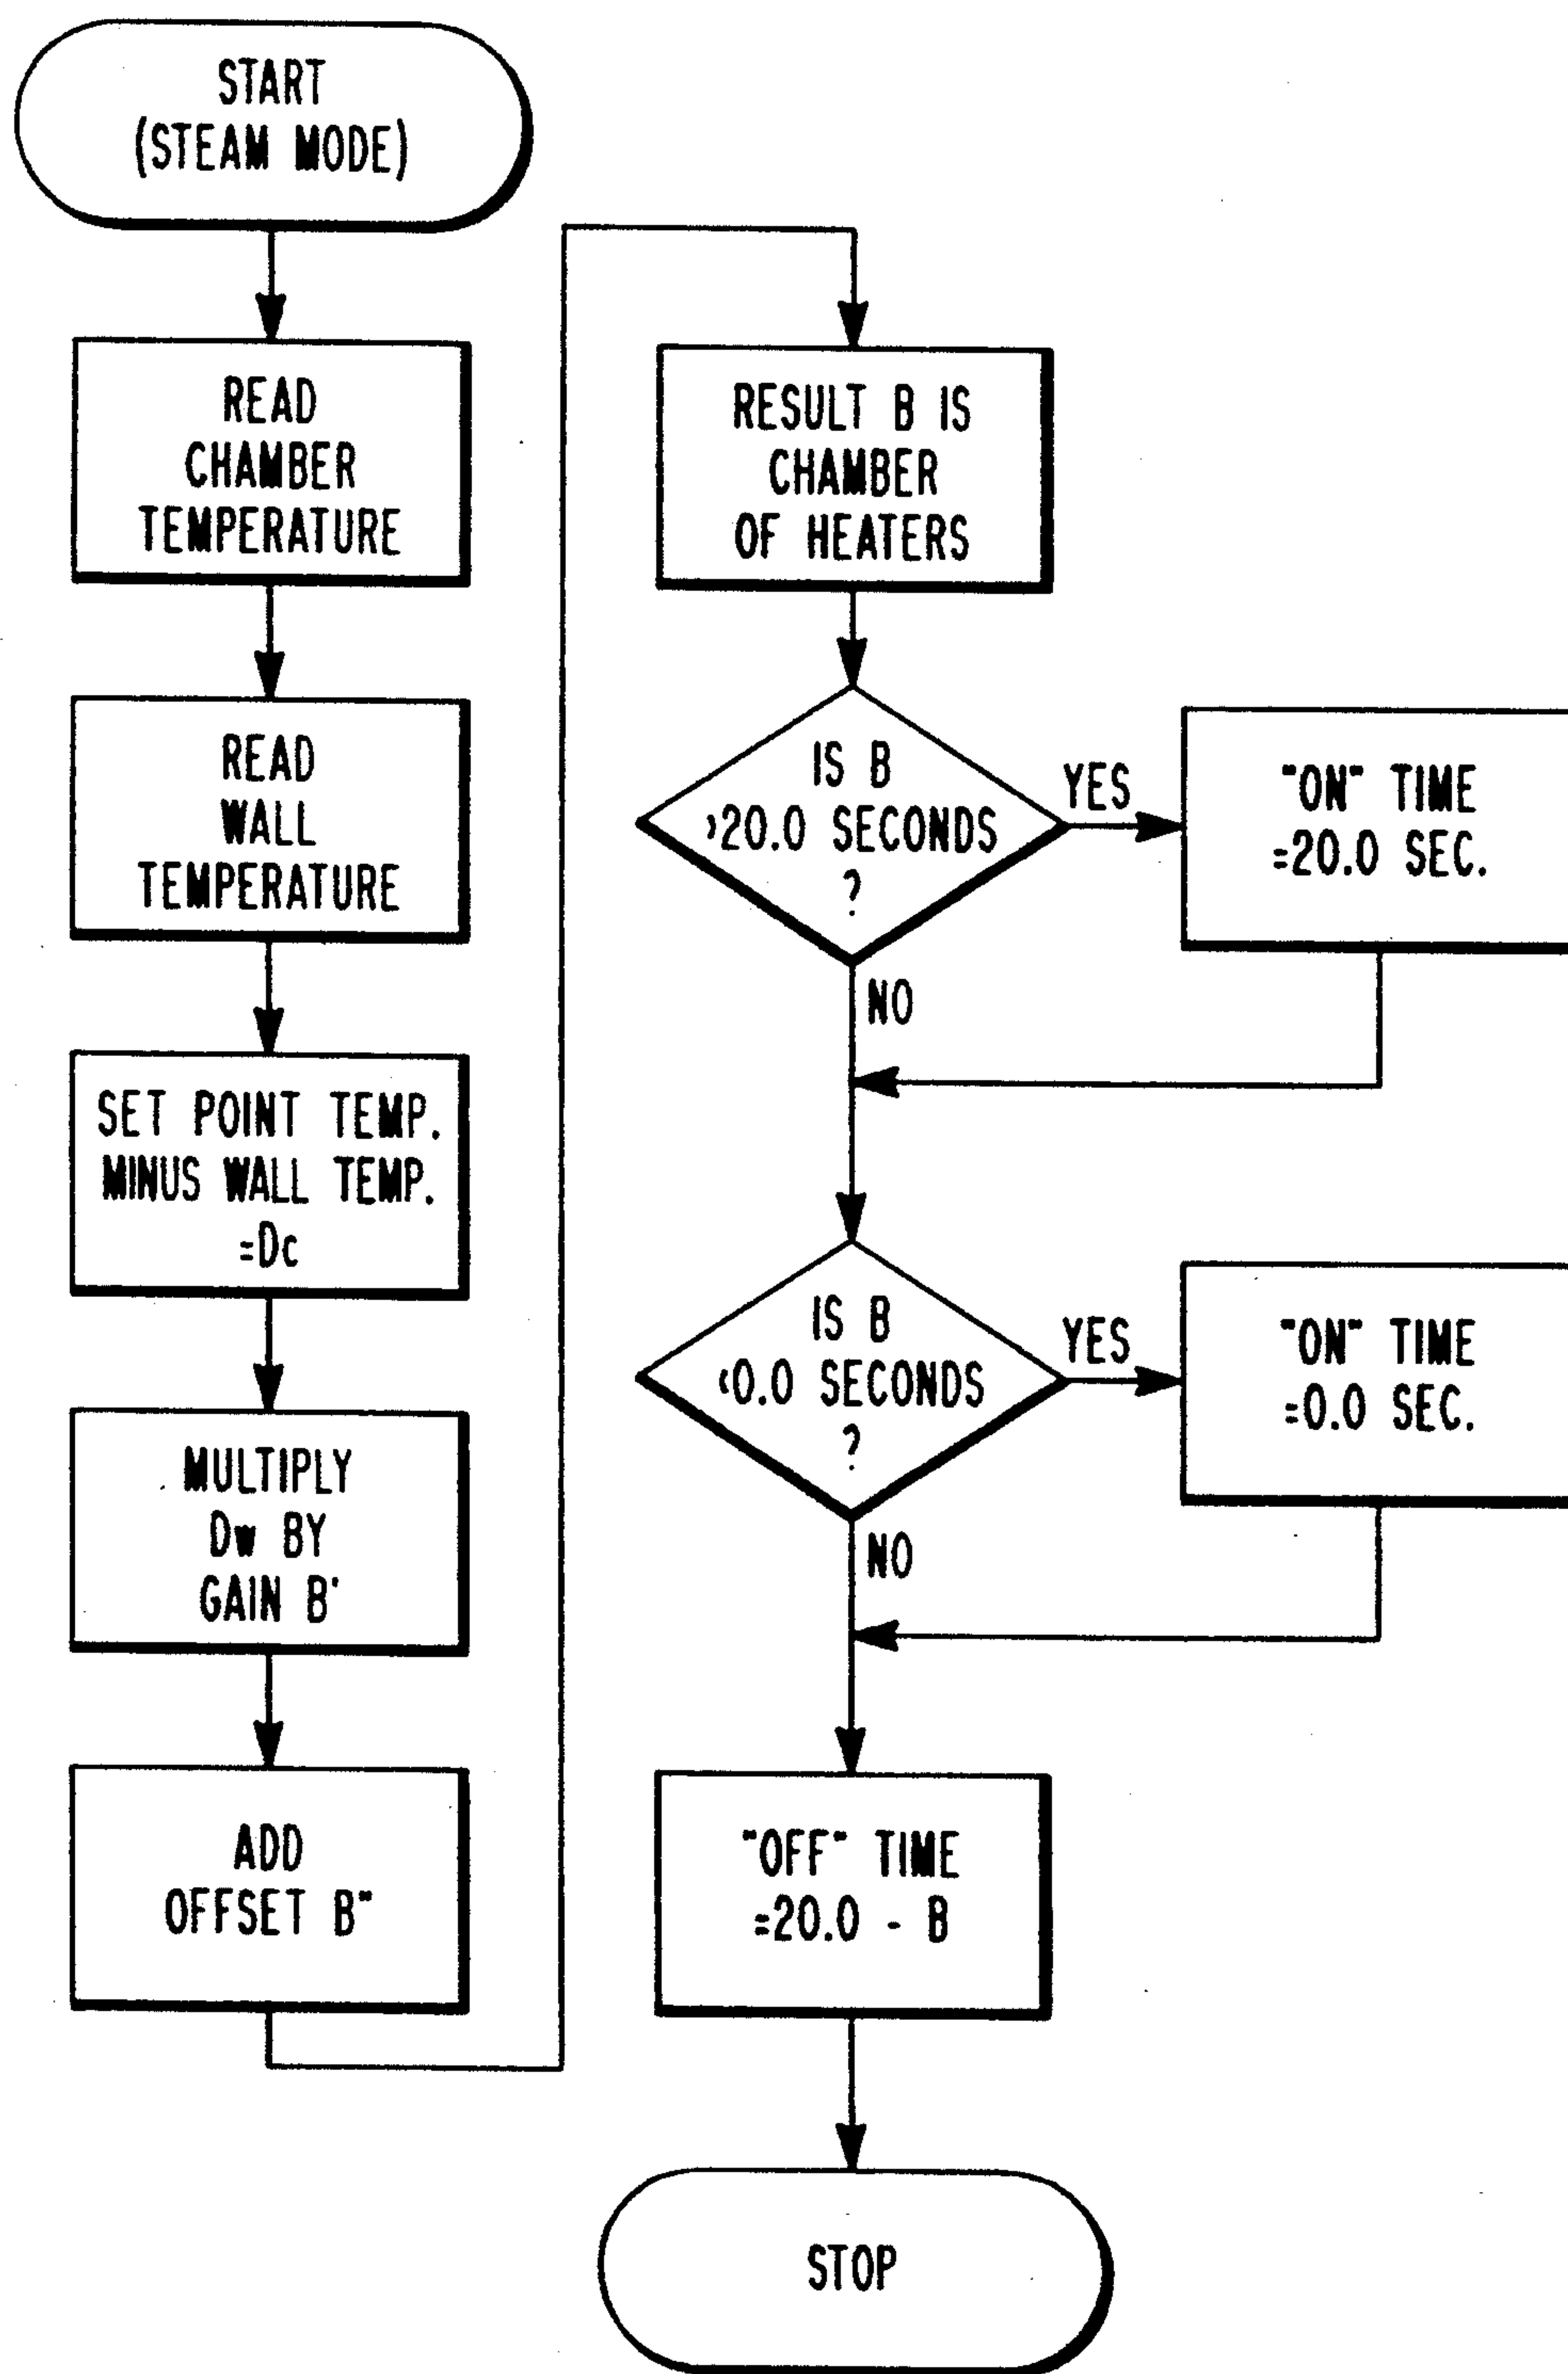 START
(STEAM MODE)
READ
CHAMBER
TEMPERATURE
READ
WALL
TEMPERATURE
SET POINT TEMP.
MINUS WALL TEMP.
=Dc
MULTIPLY
Dw BY
GAIN B'
ADD
OFFSET B"
RESULT B IS
CHAMBER
OF HEATERS
IS B
>20.0 SECONDS
?
YES
"ON" TIME
=20.0 SEC.
NO
IS B
<0.0 SECONDS
?
YES
"ON" TIME
=0.0 SEC.
NO
"OFF" TIME
=20.0 - B
STOP